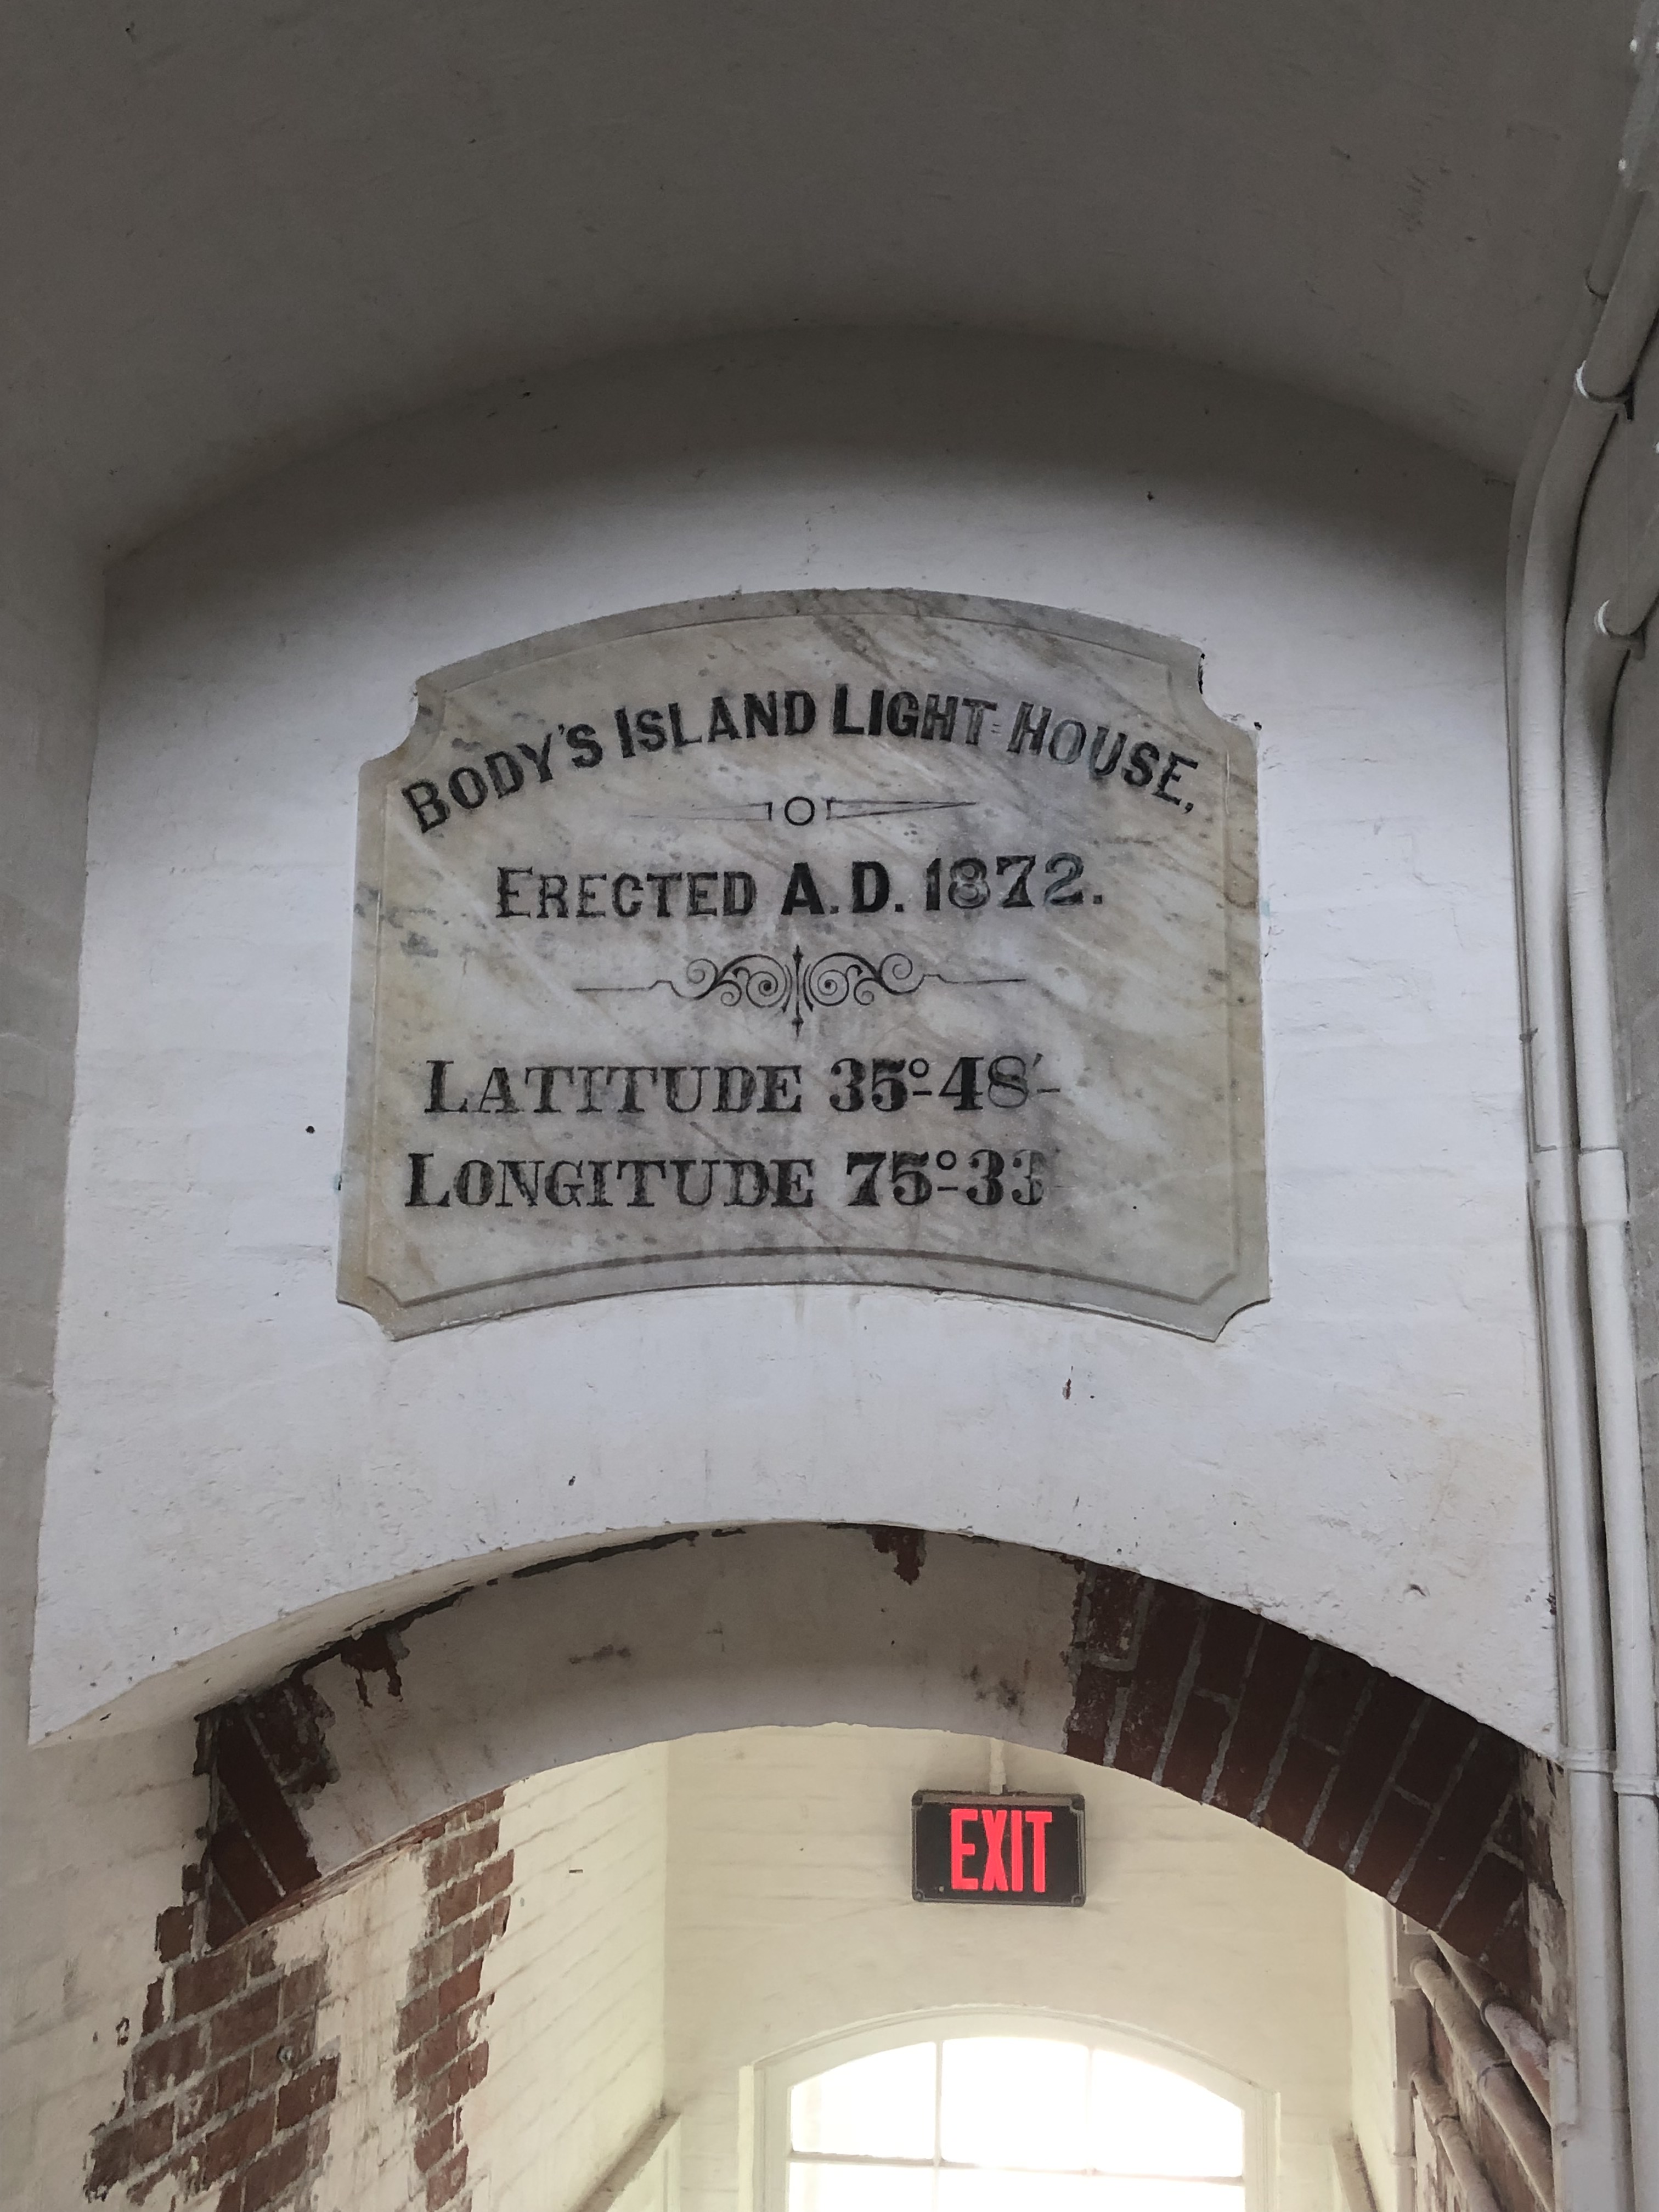 BODY'S ISLAND LIGHT HOUSE,
ERECTED A.D. 1872.
LATITUDE 35°-48'-
LONGITUDE 75°-33'
EXIT